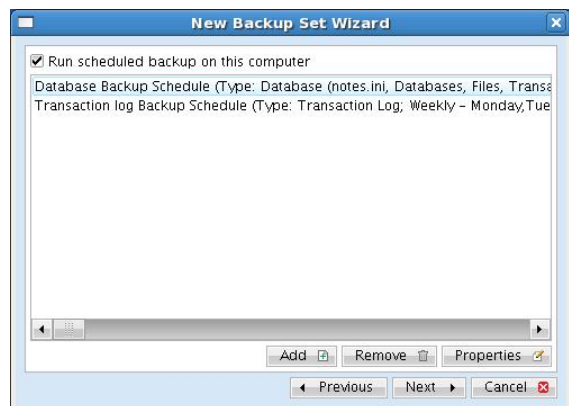 New Backup Set Wizard
Run scheduled backup on this computer
Database Backup Schedule (Type: Database (notes.ini, Databases, Files, Transa
Transaction log Backup Schedule (Type: Transaction Log; Weekly – Monday,Tue
Add Remove Properties
Previous Next Cancel